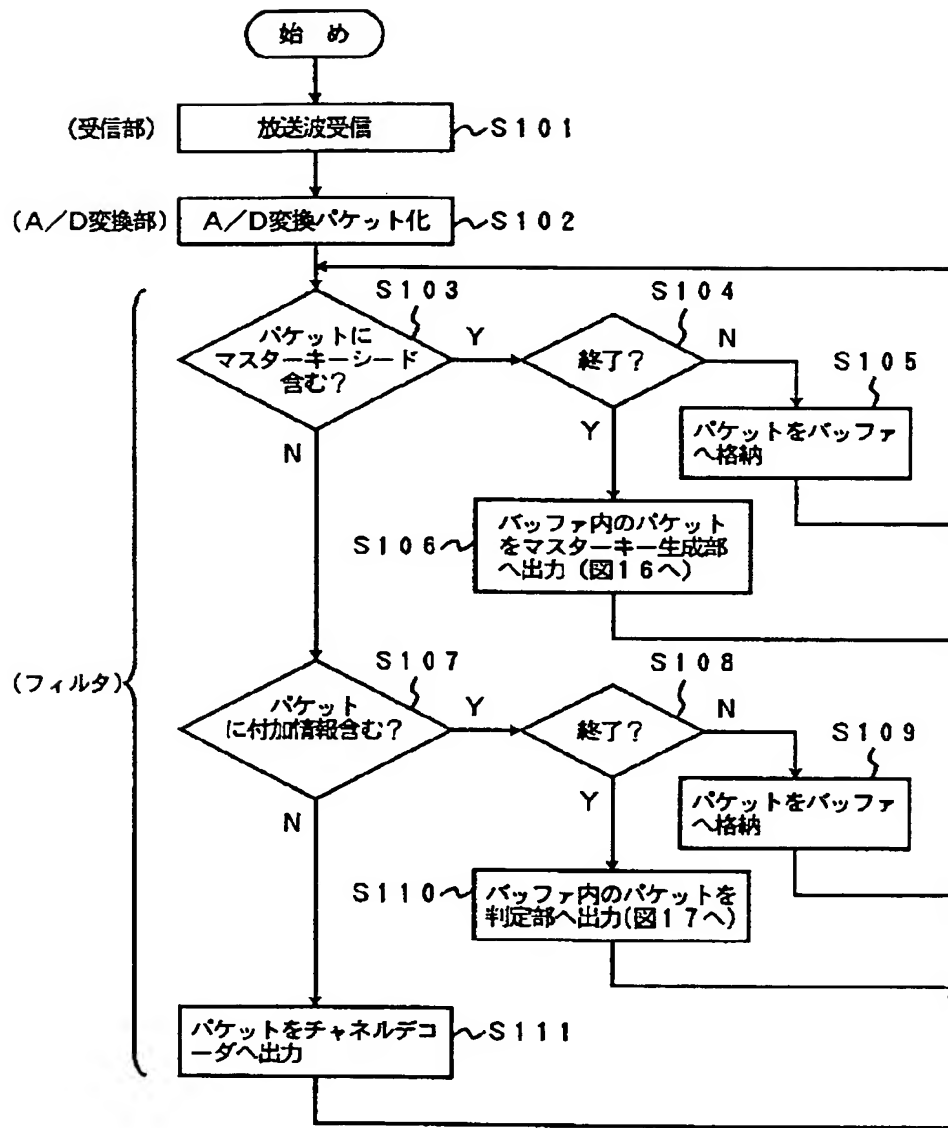 始 め
(受信部)
放送波受信
S101
(A/D変換部)
A/D変換パケット化
S102
S103
パケットに
マスターキーシード
含む?
Y
N
S104
終了?
N
Y
S105
パケットをバッファ
へ格納
S106
バッファ内のパケット
をマスターキー生成部
へ出力(図16へ)
(フィルタ)
S107
パケット
に付加情報含む?
Y
N
S108
終了?
N
Y
S109
パケットをバッファ
へ格納
S110
バッファ内のパケットを
判定部へ出力(図17へ)
パケットをチャネルデコ
ーダへ出力
S111